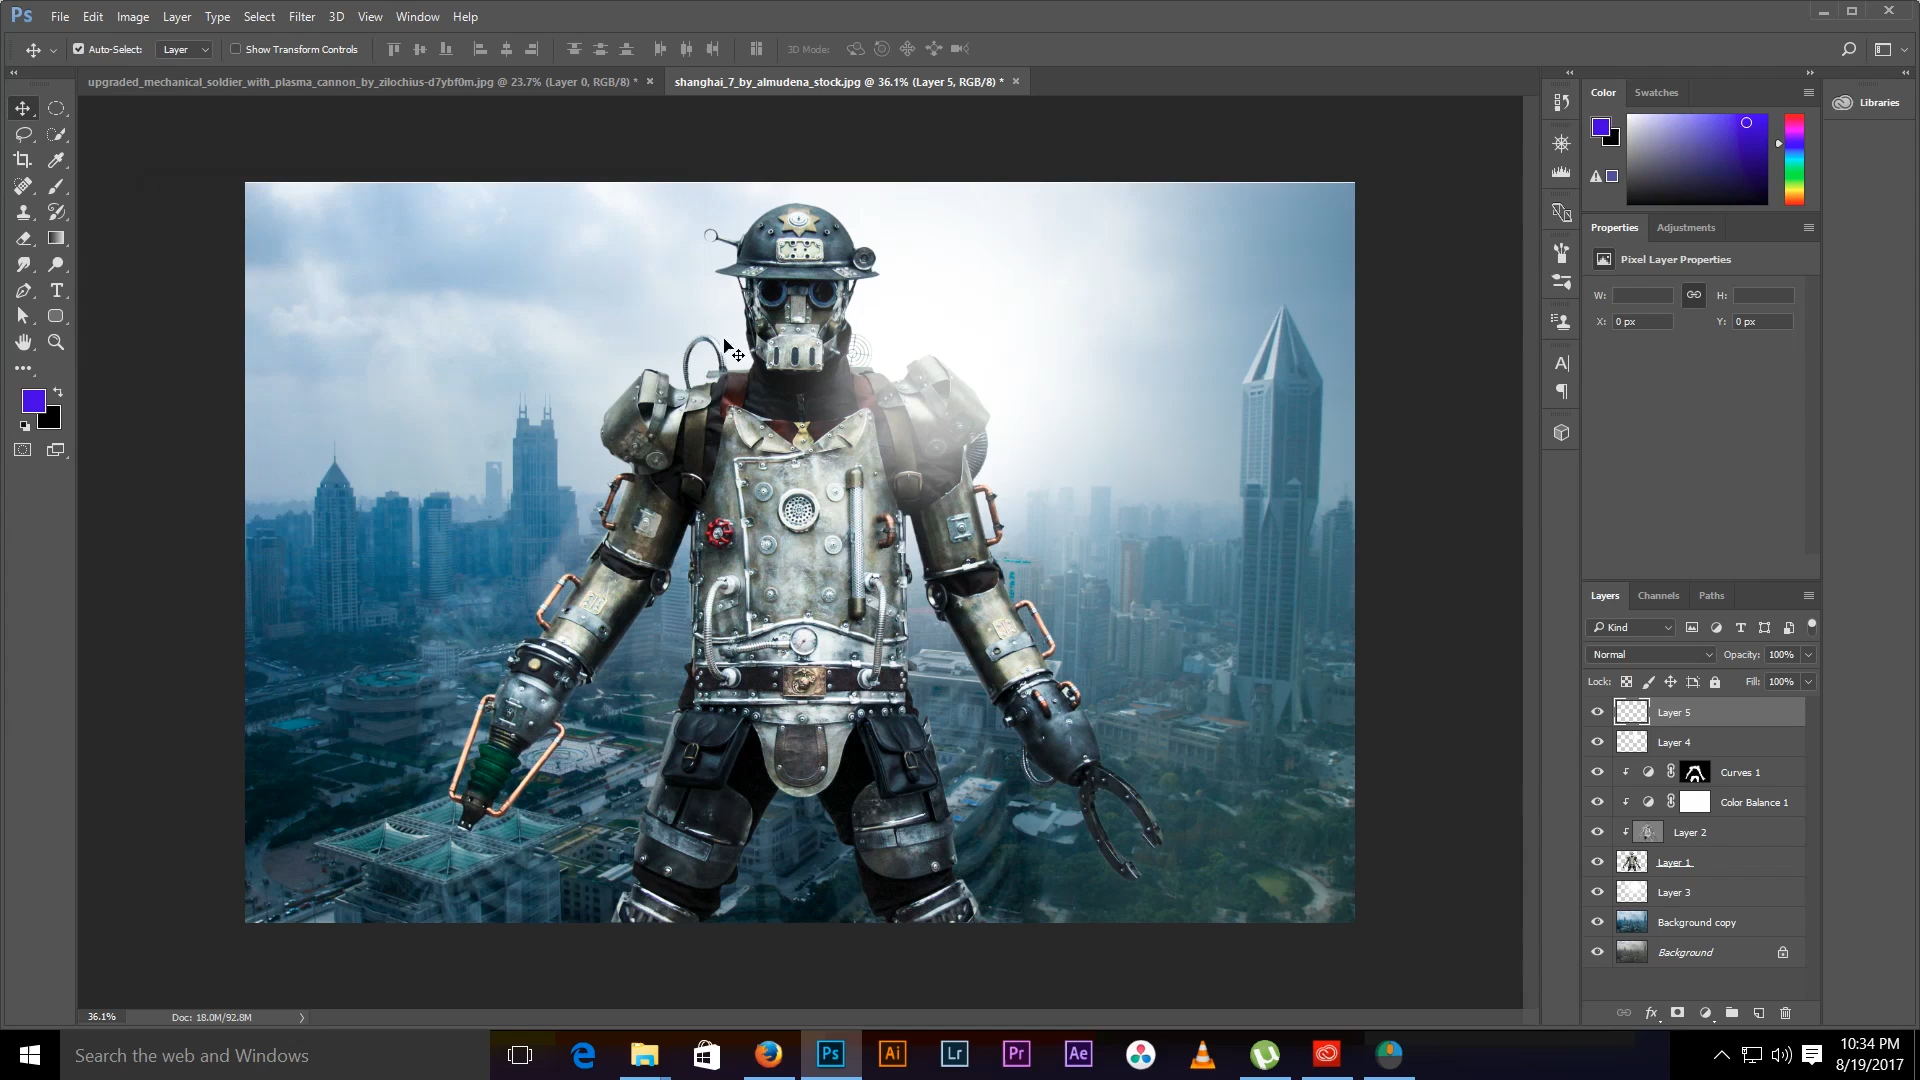 Ps File Edit Image Layer Type Select Filter 3D View Window Help
Auto-Select: Layer Show Transform Controls 3D Mode:
upgraded_mechanical_soldier_with_plasma_cannon_by_zilochius-d7ybf0m.jpg @ 23.7% (Layer 0, RGB/8) * × shanghai_7_by_almudena_stock.jpg @ 36.1% (Layer 5, RGB/8) * ×
Color Swatches
Libraries
Properties Adjustments
Pixel Layer Properties
W: H:
X: 0 px Y: 0 px
Layers Channels Paths
Kind
Normal Opacity: 100%
Lock: Fill: 100%
Layer 5
Layer 4
Curves 1
Color Balance 1
Layer 2
Layer 1
Layer 3
Background copy
Background
fx
36.1% Doc: 18.0M/92.8M
Search the web and Windows
Ps Ai Lr Pr Ae
10:34 PM
8/19/2017